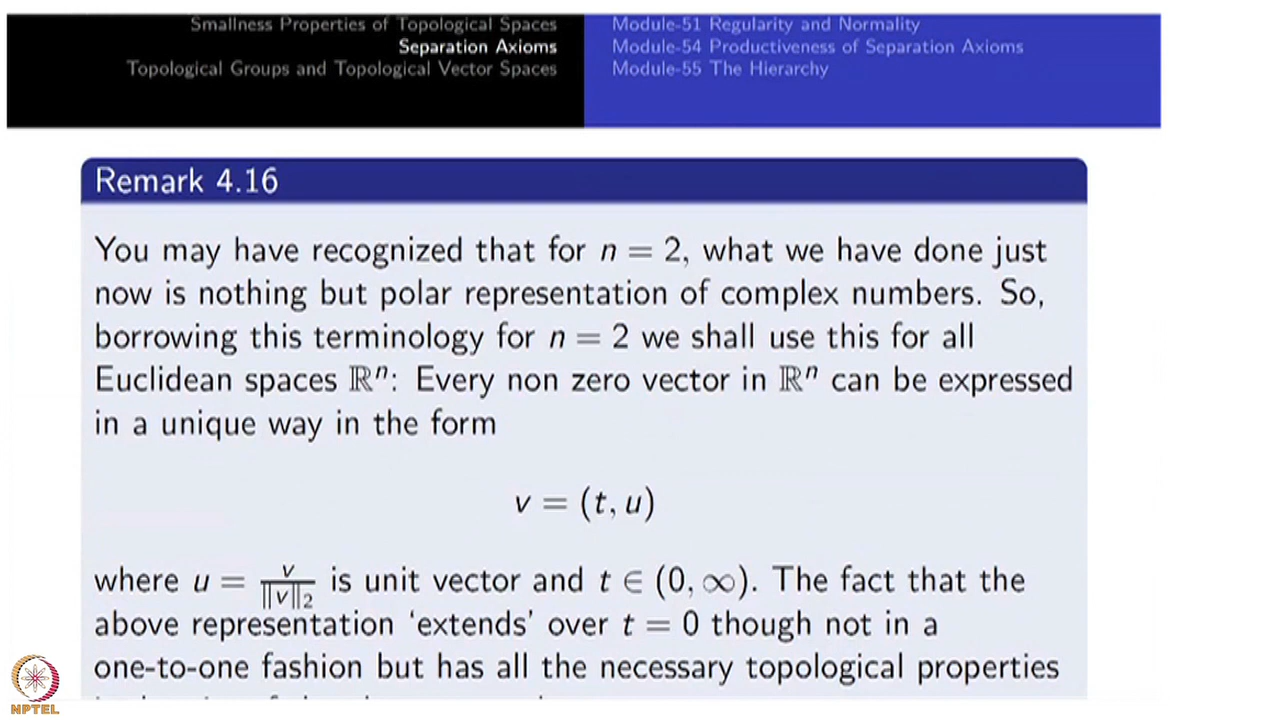 Smallness Properties of Topological Spaces
Separation Axioms
Topological Groups and Topological Vector Spaces
Module-51 Regularity and Normality
Module-54 Productiveness of Separation Axioms
Module-55 The Hierarchy
Remark 4.16
You may have recognized that for n = 2, what we have done just
now is nothing but polar representation of complex numbers. So,
borrowing this terminology for n = 2 we shall use this for all
Euclidean spaces ℝⁿ: Every non zero vector in ℝⁿ can be expressed
in a unique way in the form
v = (t, u)
where u = v/‖v‖₂ is unit vector and t ∈ (0, ∞). The fact that the
above representation ‘extends’ over t = 0 though not in a
one-to-one fashion but has all the necessary topological properties
NPTEL